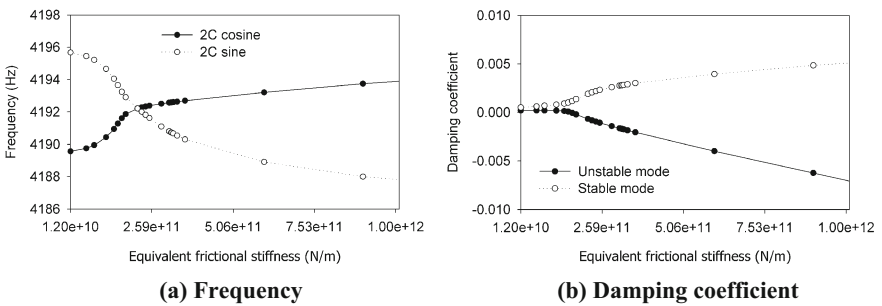 4198
4196
4194
4192
4190
4188
4186
Frequency (Hz)
2C cosine
2C sine
1.20e+10
2.59e+11
5.06e+11
7.53e+11
1.00e+12
Equivalent frictional stiffness (N/m)
(a) Frequency
0.010
0.005
0.000
-0.005
-0.010
Damping coefficient
Unstable mode
Stable mode
1.20e+10
2.59e+11
5.06e+11
7.53e+11
1.00e+12
Equivalent frictional stiffness (N/m)
(b) Damping coefficient